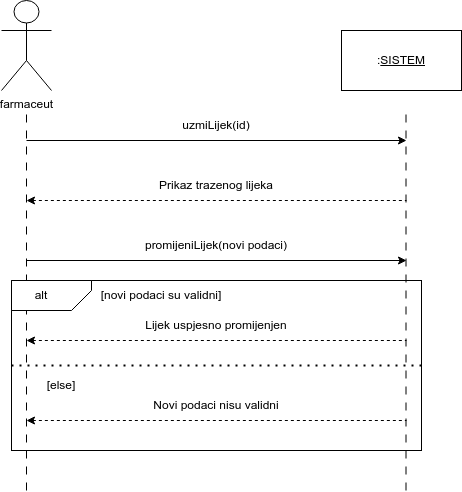 :SISTEM
farmaceut
uzmiLijek(id)
Prikaz trazenog lijeka
promijeniLijek(novi podaci)
alt
[novi podaci su validni]
Lijek uspjesno promijenjen
[else]
Novi podaci nisu validni